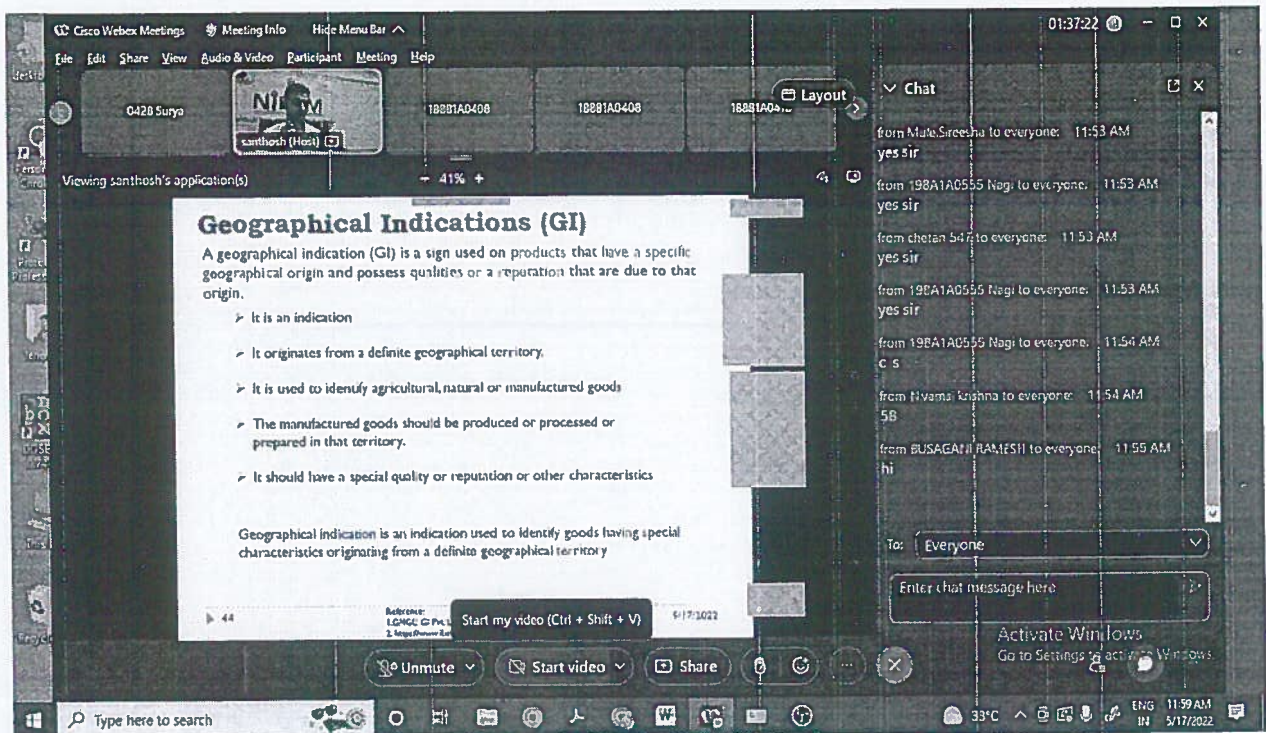 Cisco Webex Meetings Meeting Info Hide Menu Bar
01:37:22
File Edit Share View Audio & Video Participant Meeting Help
0428 Surya
santhosh (Host)
18881A0408
18881A0408
Layout
Viewing santhosh's application(s)
- 41% +
Geographical Indications (GI)
A geographical indication (GI) is a sign used on products that have a specific
geographical origin and possess qualities or a reputation that are due to that
origin.
➢ It is an indication
➢ It originates from a definite geographical territory.
➢ It is used to identify agricultural, natural or manufactured goods
➢ The manufactured goods should be produced or processed or
prepared in that territory.
➢ It should have a special quality or reputation or other characteristics
Geographical indication is an indication used to identify goods having special
characteristics originating from a definite geographical territory
44
Reference:
5/17/2022
Start my video (Ctrl + Shift + V)
Unmute
Start video
Share
Chat
from Mule.Sireesha to everyone: 11:53 AM
yes sir
from 198A1A0555 Nagi to everyone: 11:53 AM
yes sir
from chetan 547 to everyone: 11:53 AM
yes sir
from 198A1A0555 Nagi to everyone: 11:53 AM
yes sir
from 198A1A0555 Nagi to everyone: 11:54 AM
c s
from krishna to everyone: 11:54 AM
58
from BUSAGANI RAMESH to everyone: 11:55 AM
hi
To: Everyone
Enter chat message here
Activate Windows
Go to Settings to activate Windows.
Type here to search
33°C
ENG
IN
11:59 AM
5/17/2022